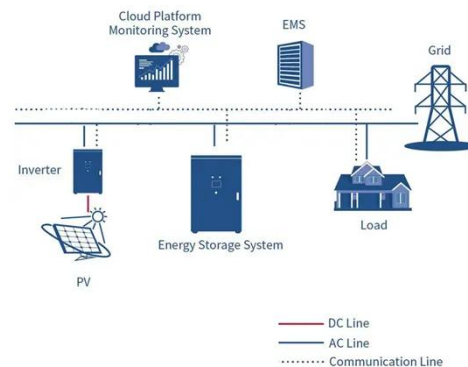 Cloud Platform
Monitoring System
EMS
Grid
Inverter
Energy Storage System
Load
PV
DC Line
AC Line
Communication Line